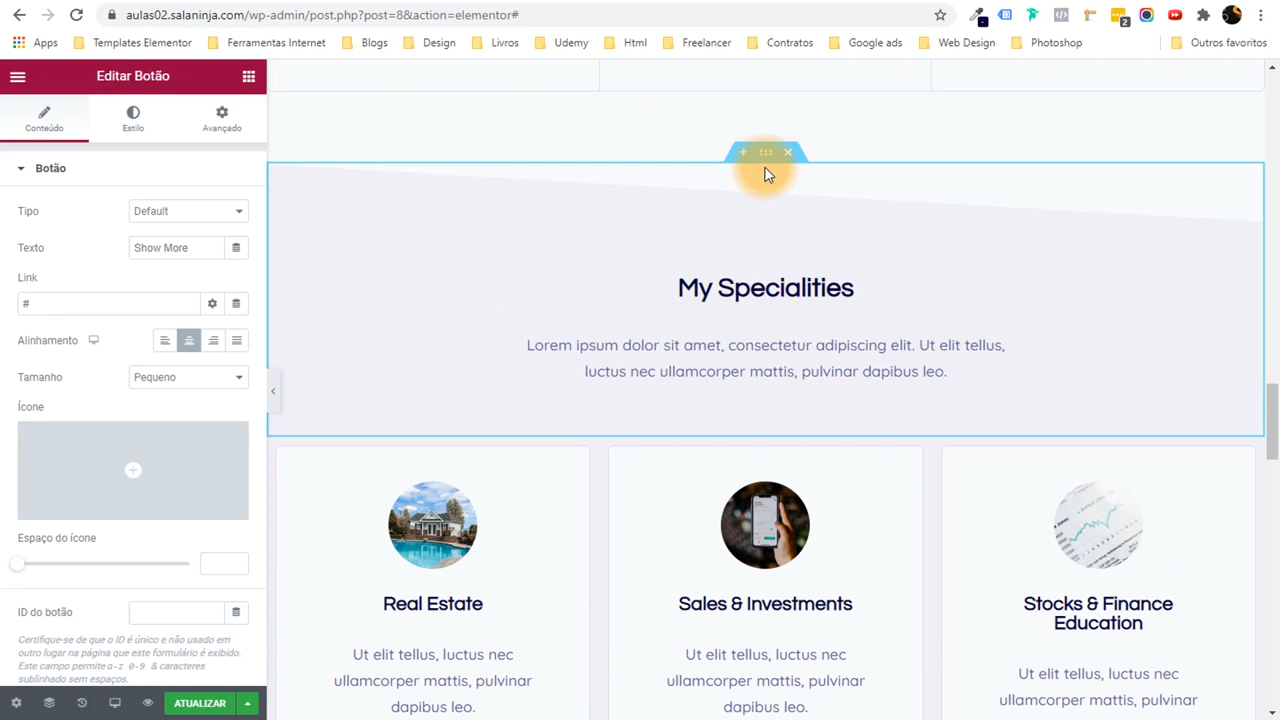 aulas02.salaninja.com/wp-admin/post.php?post=8&action=elementor#
2
Apps
Templates Elementor
Ferramentas Internet
Blogs
Design
Livros
Udemy
Html
Freelancer
Contratos
Google ads
Web Design
Photoshop
Outros favoritos
Editar Botão
Conteúdo
Estilo
Avançado
Botão
Tipo
Default
Texto
Show More
Link
#
Alinhamento
Tamanho
Pequeno
Ícone
Espaço do ícone
ID do botão
Certifique-se de que o ID é único e não usado em
outro lugar na página que este formulário é exibido.
Este campo permite a-z 0-9 & caracteres
sublinhado sem espaços.
ATUALIZAR
My Specialities
Lorem ipsum dolor sit amet, consectetur adipiscing elit. Ut elit tellus,
luctus nec ullamcorper mattis, pulvinar dapibus leo.
Real Estate
Ut elit tellus, luctus nec
ullamcorper mattis, pulvinar
dapibus leo.
Sales & Investments
Ut elit tellus, luctus nec
ullamcorper mattis, pulvinar
dapibus leo.
Stocks & Finance
Education
Ut elit tellus, luctus nec
ullamcorper mattis, pulvinar